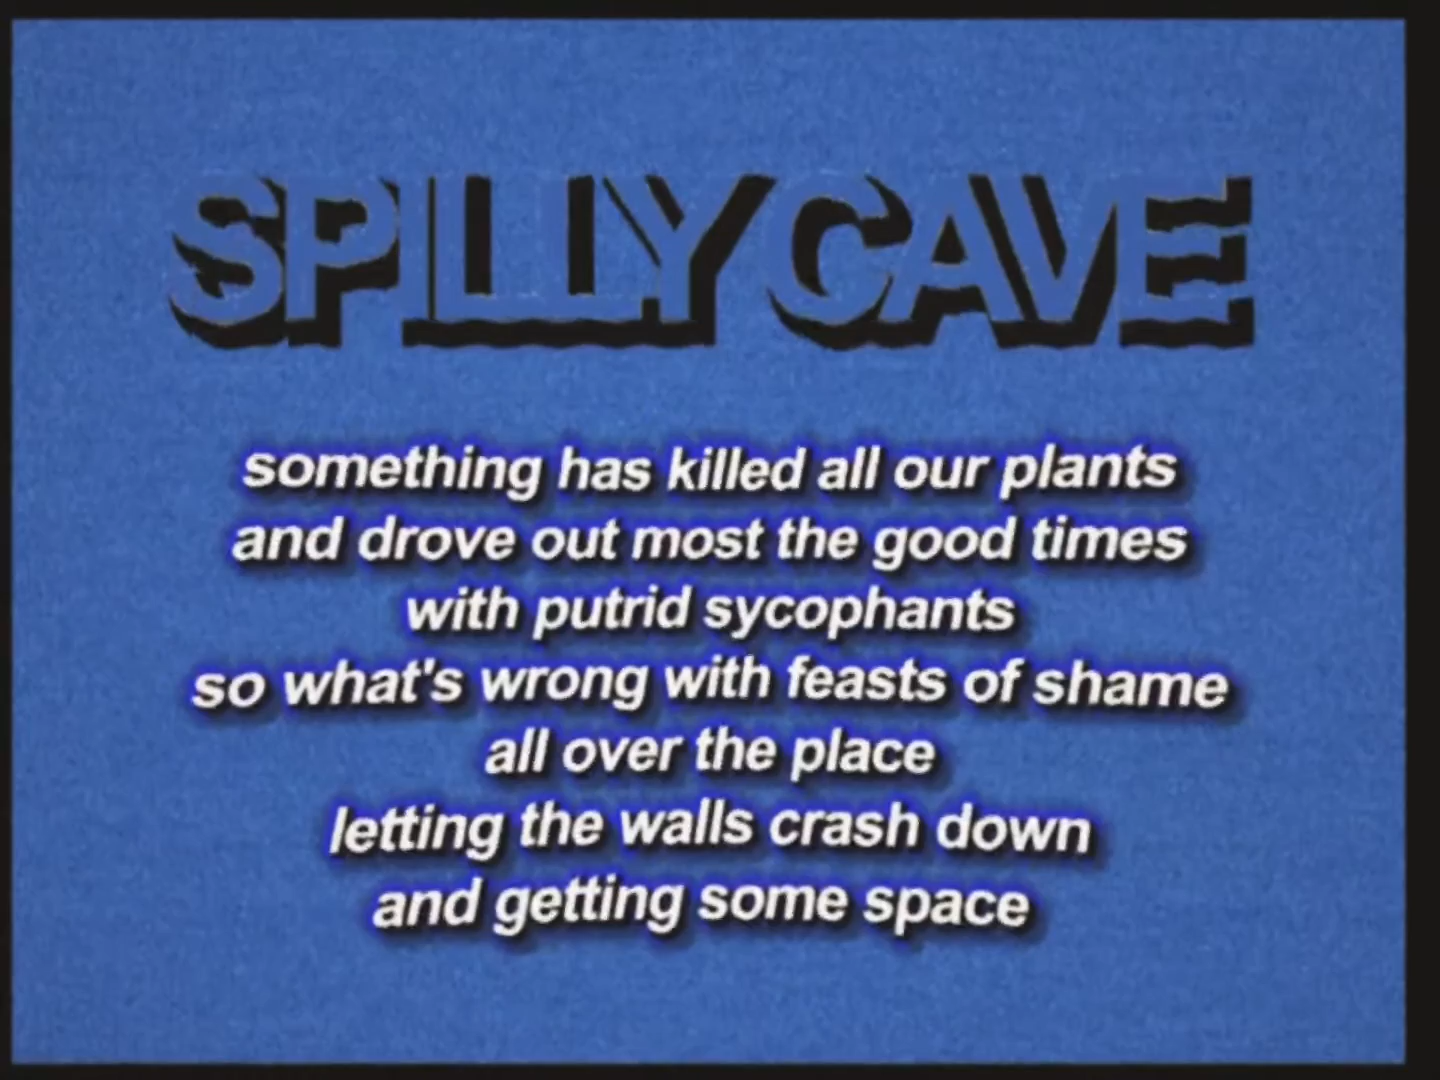 SPILLY CAVE
something has killed all our plants
and drove out most the good times
with putrid sycophants
so what's wrong with feasts of shame
all over the place
letting the walls crash down
and getting some space